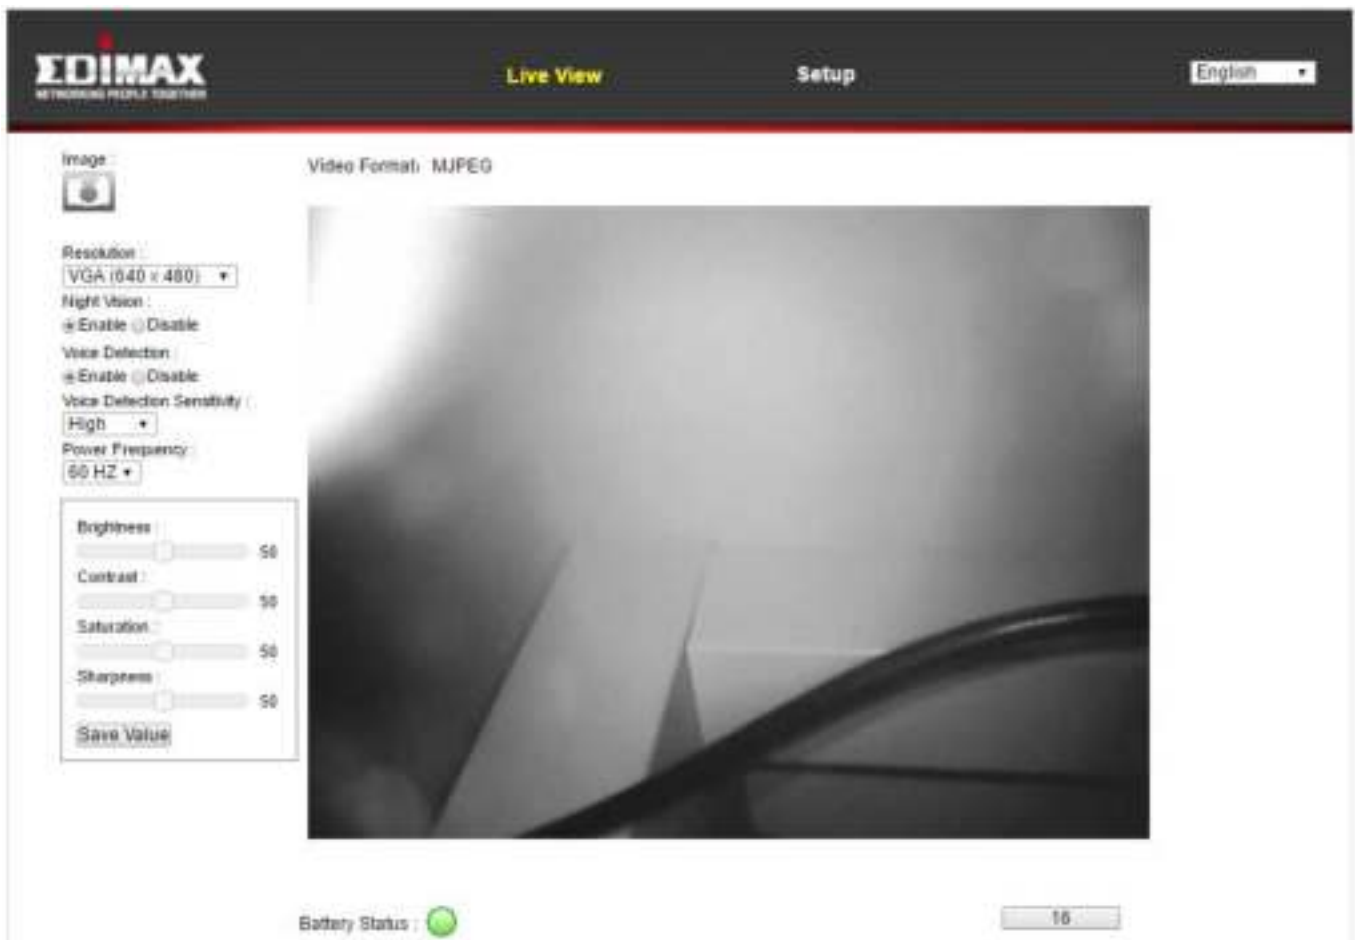 EDIMAX
NETWORKING PEOPLE TOGETHER
Live View
Setup
English
Image :
Video Format: MJPEG
Resolution :
VGA (640 x 480)
Night Vision :
Enable Disable
Voice Detection :
Enable Disable
Voice Detection Sensitivity :
High
Power Frequency :
60 HZ
Brightness :
50
Contrast :
50
Saturation :
50
Sharpness :
50
Save Value
Battery Status :
16